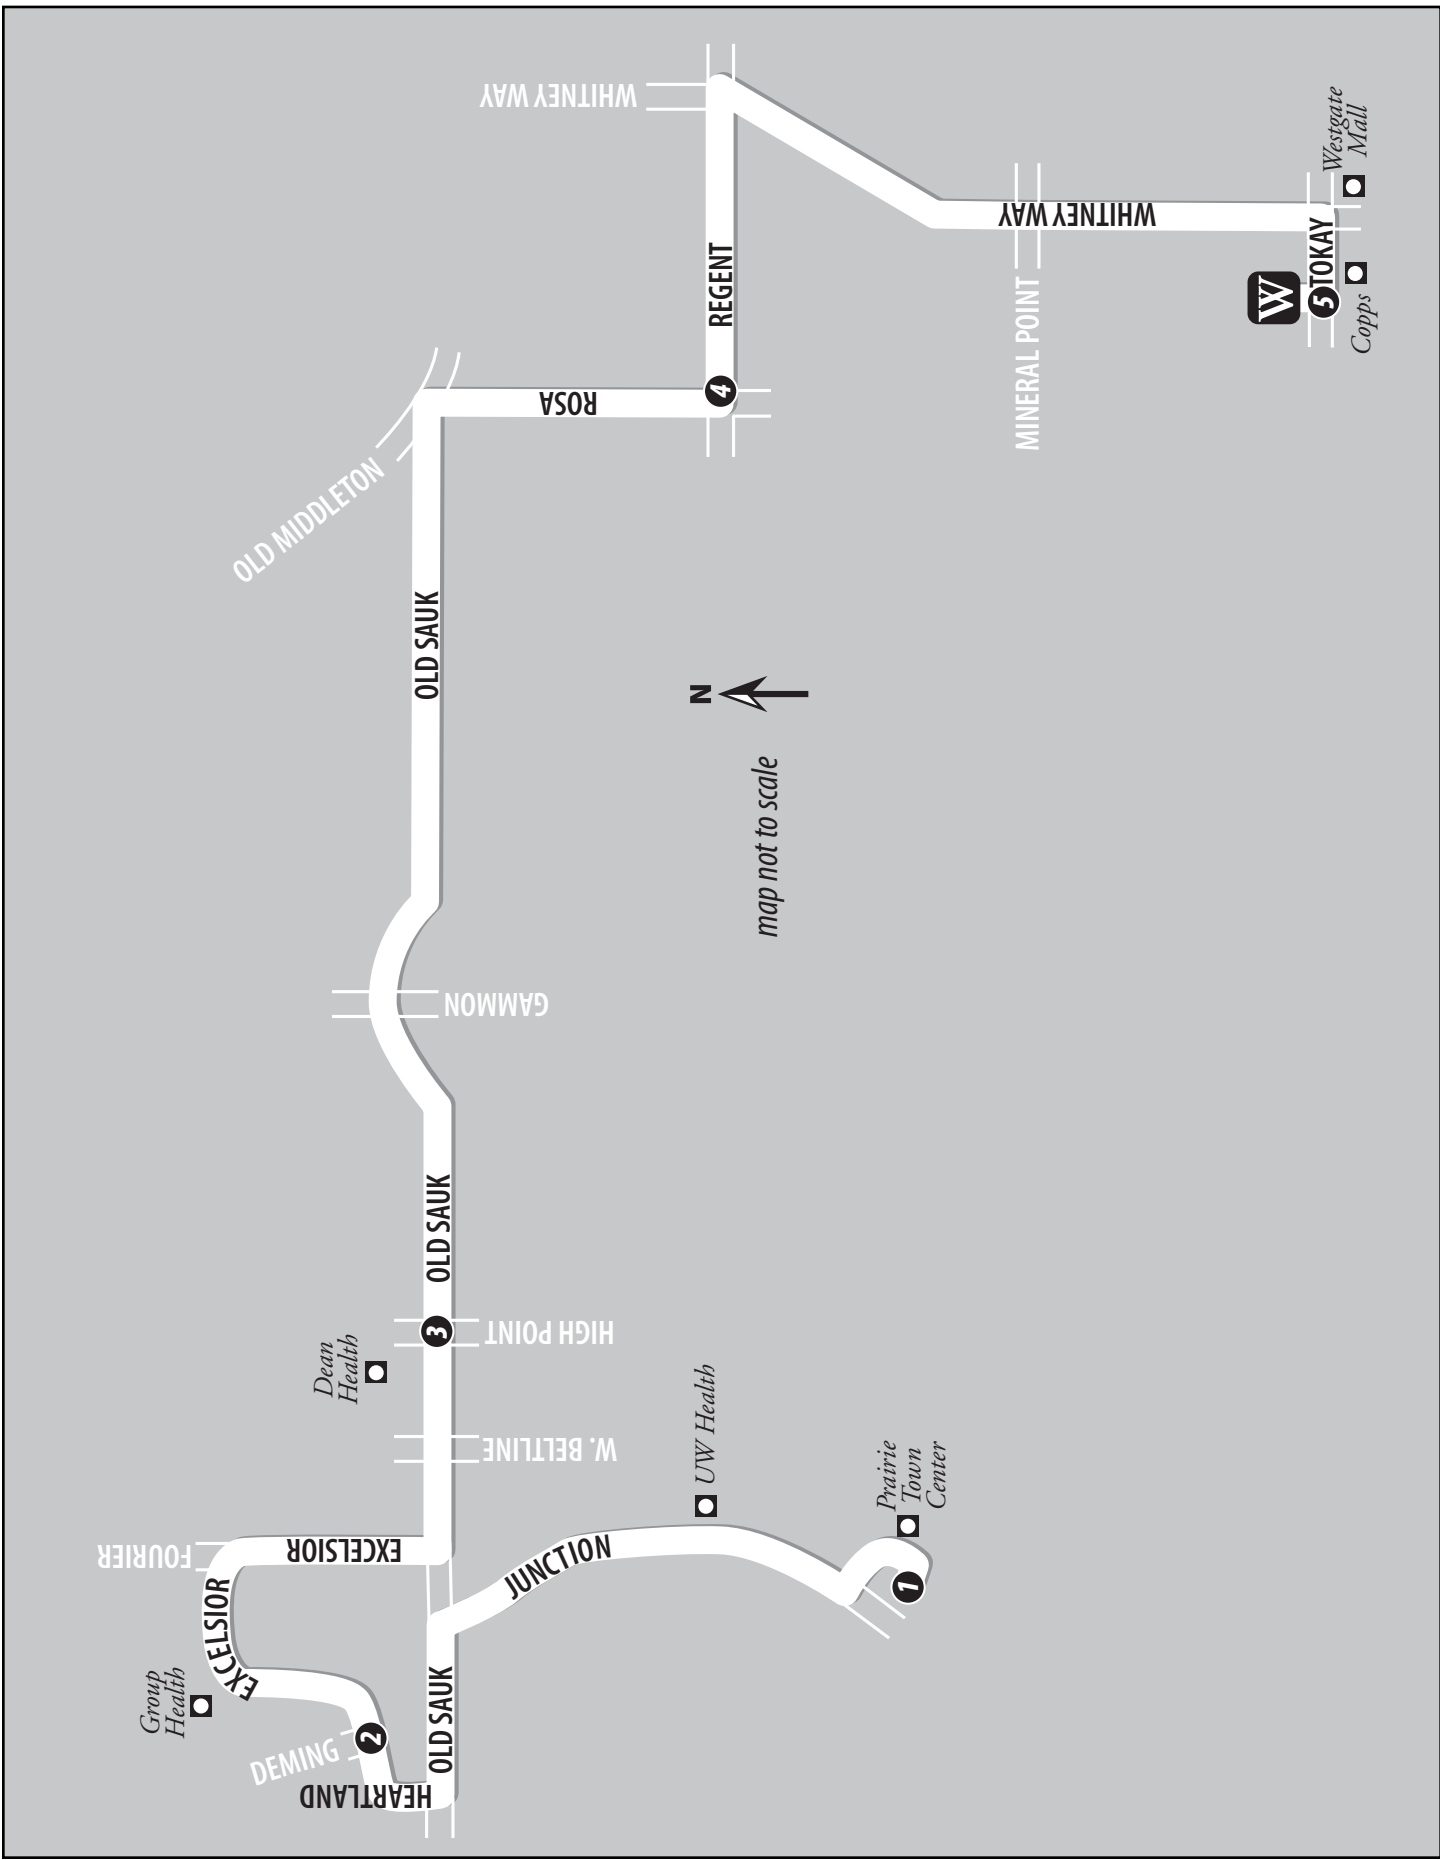 WHITNEY WAY
Westgate
Mall
WHITNEY WAY
TOKAY
W
5
Copps
REGENT
MINERAL POINT
4
ROSA
OLD MIDDLETON
OLD SAUK
N
map not to scale
GAMMON
OLD SAUK
3
HIGH POINT
Dean
Health
W. BELTLINE
UW Health
Prairie
Town
Center
1
JUNCTION
FOURIER
EXCELSIOR
EXCELSIOR
Group
Health
DEMING
2
HEARTLAND
OLD SAUK